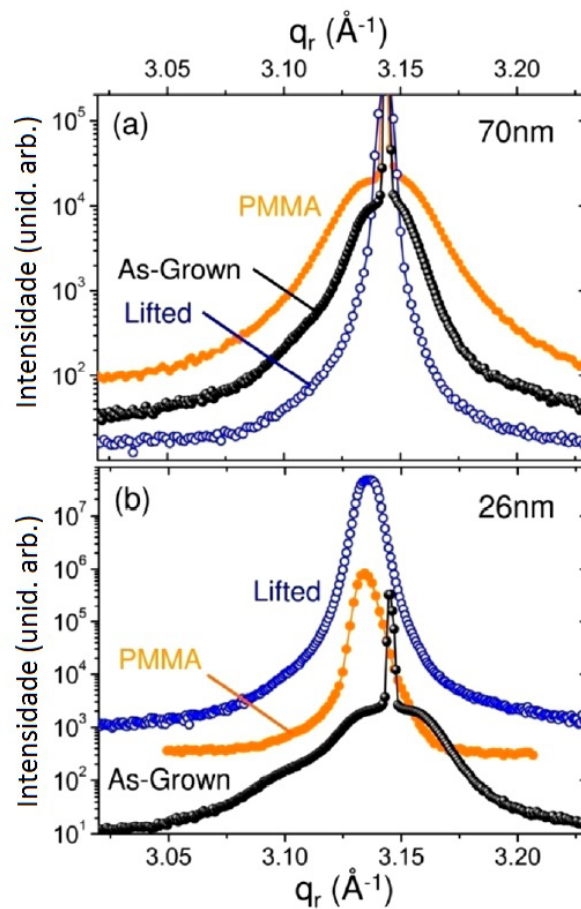 qᵣ (Å⁻¹)
3.05 3.10 3.15 3.20
(a) 70nm
PMMA
As-Grown
Lifted
10⁵
10⁴
10³
10²
Intensidade (unid. arb.)
(b) 26nm
Lifted
PMMA
As-Grown
10⁷
10⁶
10⁵
10⁴
10³
10²
10¹
Intensidade (unid. arb.)
3.05 3.10 3.15 3.20
qᵣ (Å⁻¹)